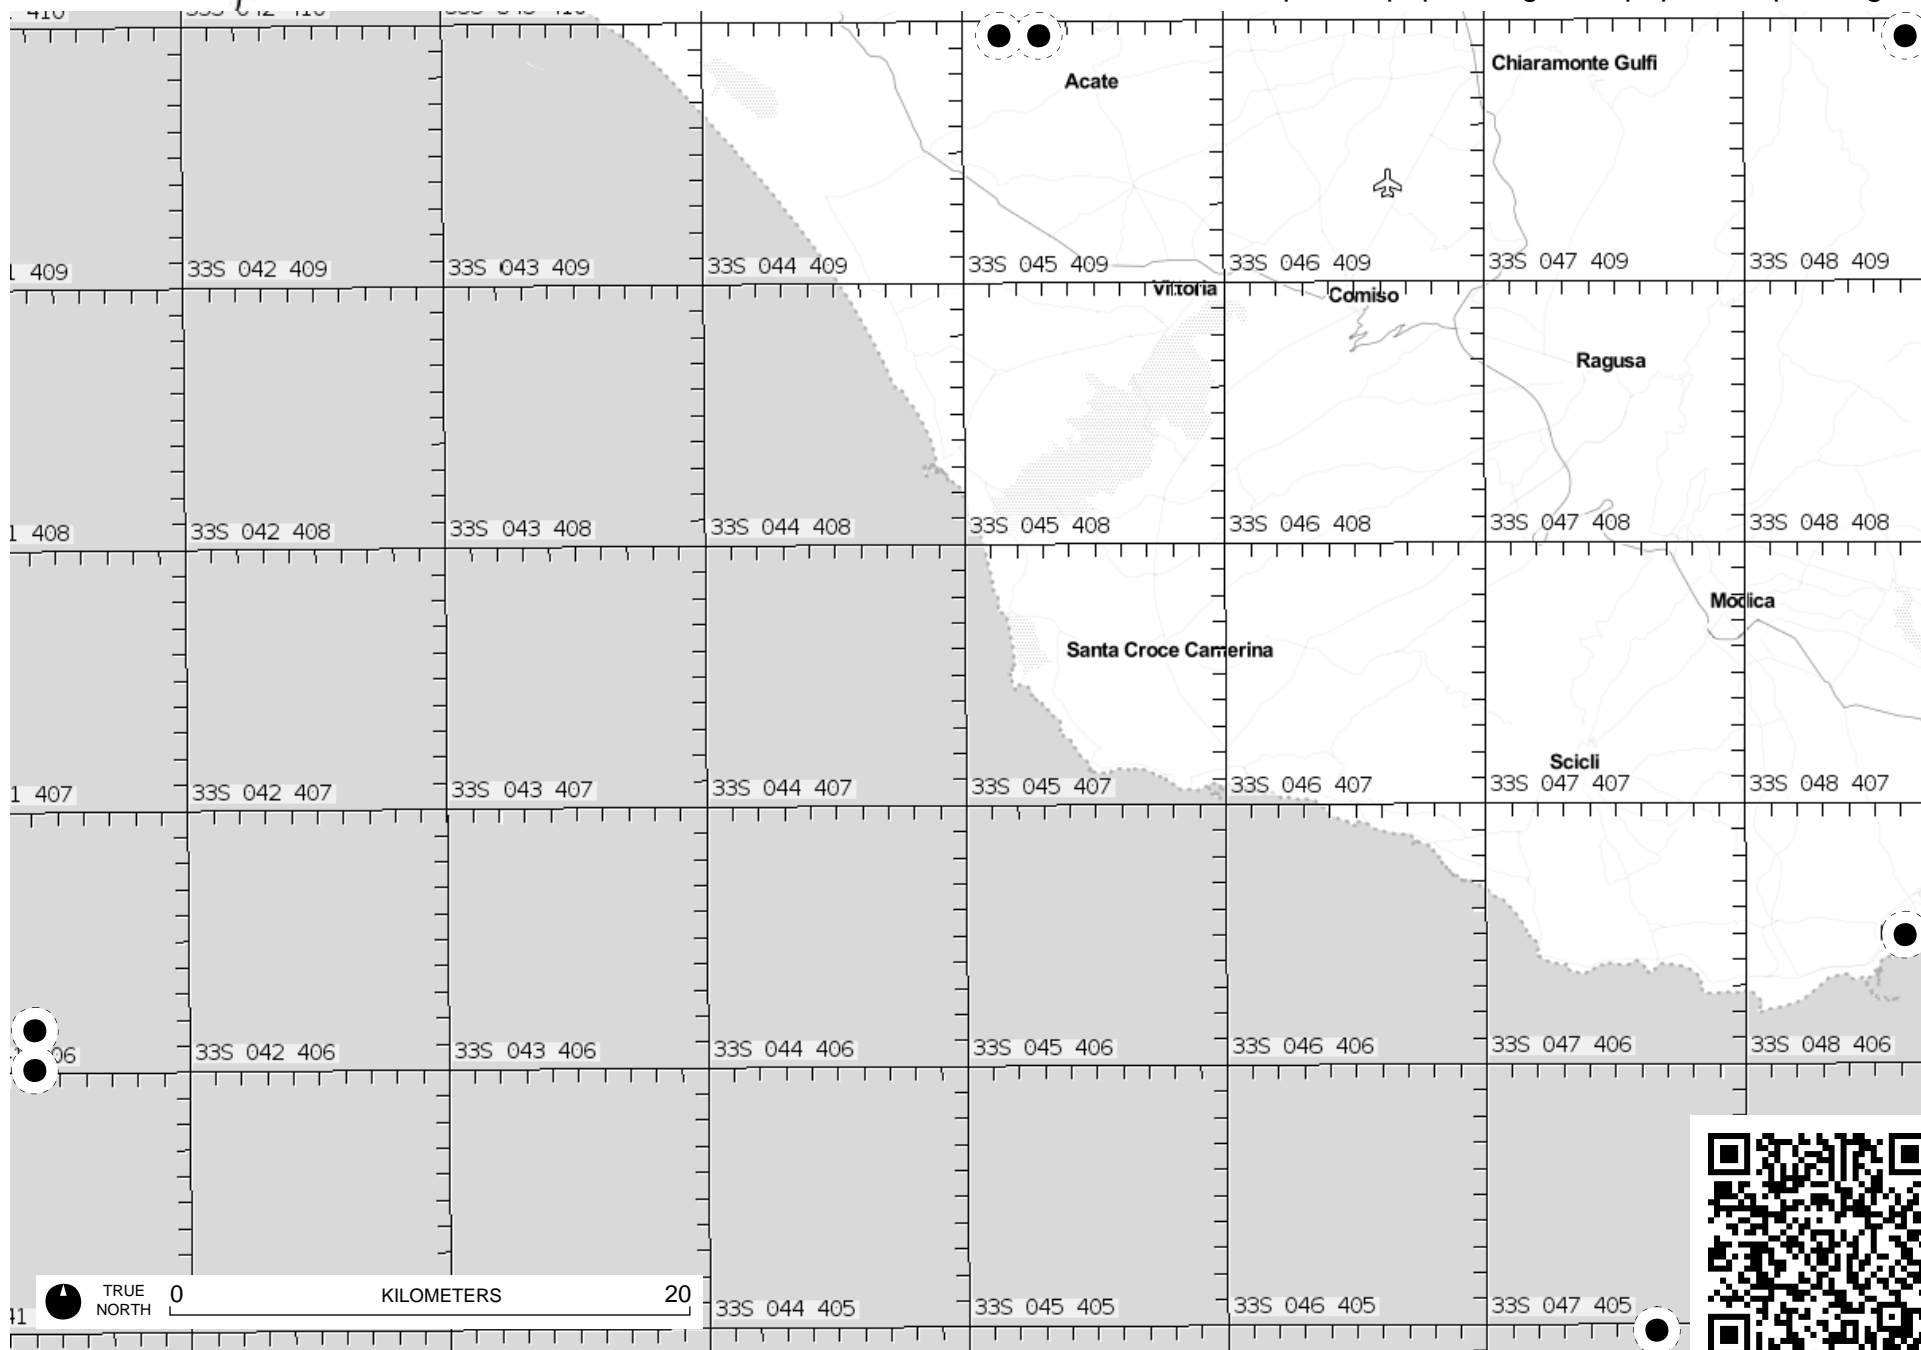 Acate
Chiaramonte Gulfi
1 409
33S 042 409
33S 043 409
33S 044 409
33S 045 409
33S 046 409
33S 047 409
33S 048 409
Vittoria
Comiso
Ragusa
1 408
33S 042 408
33S 043 408
33S 044 408
33S 045 408
33S 046 408
33S 047 408
33S 048 408
Modica
Santa Croce Camerina
Scicli
1 407
33S 042 407
33S 043 407
33S 044 407
33S 045 407
33S 046 407
33S 047 407
33S 048 407
06
33S 042 406
33S 043 406
33S 044 406
33S 045 406
33S 046 406
33S 047 406
33S 048 406
TRUE NORTH
0 KILOMETERS 20
41
33S 044 405
33S 045 405
33S 046 405
33S 047 405